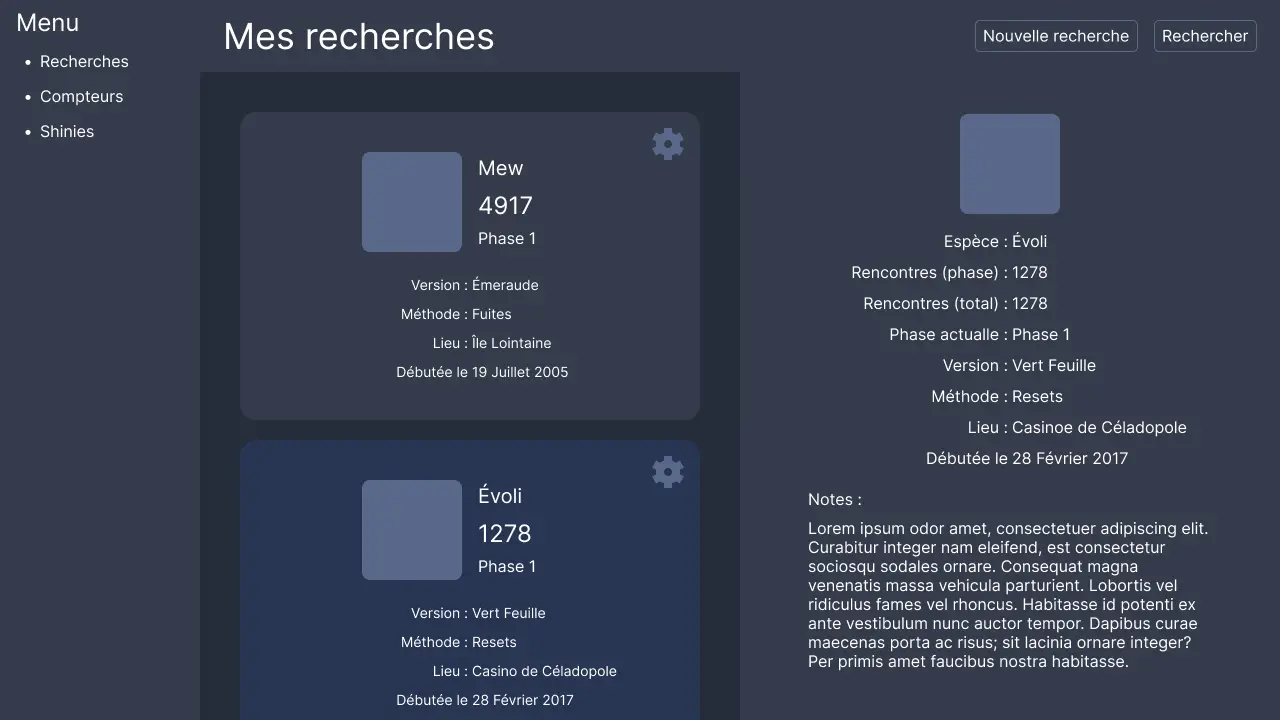 Menu
• Recherches
• Compteurs
• Shinies
Mes recherches
Nouvelle recherche
Rechercher
Mew
4917
Phase 1
Version : Émeraude
Méthode : Fuites
Lieu : Île Lointaine
Débutée le 19 Juillet 2005
Évoli
1278
Phase 1
Version : Vert Feuille
Méthode : Resets
Lieu : Casino de Céladopole
Débutée le 28 Février 2017
Espèce : Évoli
Rencontres (phase) : 1278
Rencontres (total) : 1278
Phase actualle : Phase 1
Version : Vert Feuille
Méthode : Resets
Lieu : Casinoe de Céladopole
Débutée le 28 Février 2017
Notes :
Lorem ipsum odor amet, consectetuer adipiscing elit.
Curabitur integer nam eleifend, est consectetur
sociosqu sodales ornare. Consequat magna
venenatis massa vehicula parturient. Lobortis vel
ridiculus fames vel rhoncus. Habitasse id potenti ex
ante vestibulum nunc auctor tempor. Dapibus curae
maecenas porta ac risus; sit lacinia ornare integer?
Per primis amet faucibus nostra habitasse.